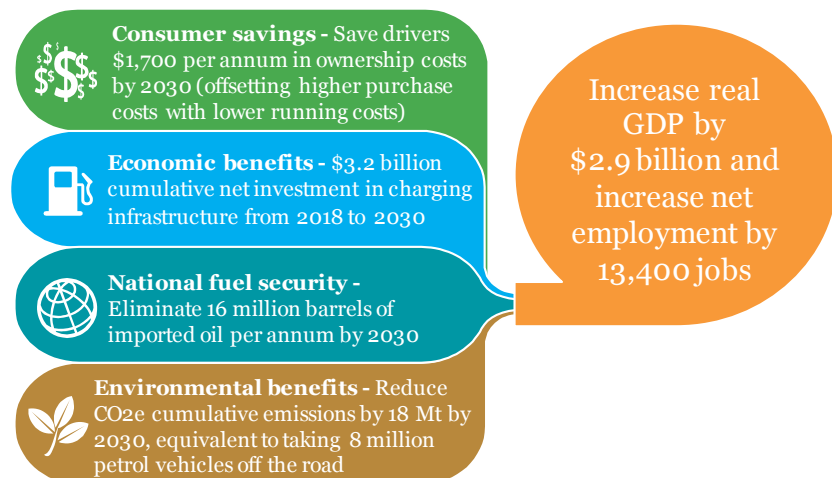 Consumer savings - Save drivers
$1,700 per annum in ownership costs
by 2030 (offsetting higher purchase
costs with lower running costs)
Economic benefits - $3.2 billion
cumulative net investment in charging
infrastructure from 2018 to 2030
National fuel security -
Eliminate 16 million barrels of
imported oil per annum by 2030
Environmental benefits - Reduce
CO2e cumulative emissions by 18 Mt by
2030, equivalent to taking 8 million
petrol vehicles off the road
Increase real
GDP by
$2.9 billion and
increase net
employment by
13,400 jobs